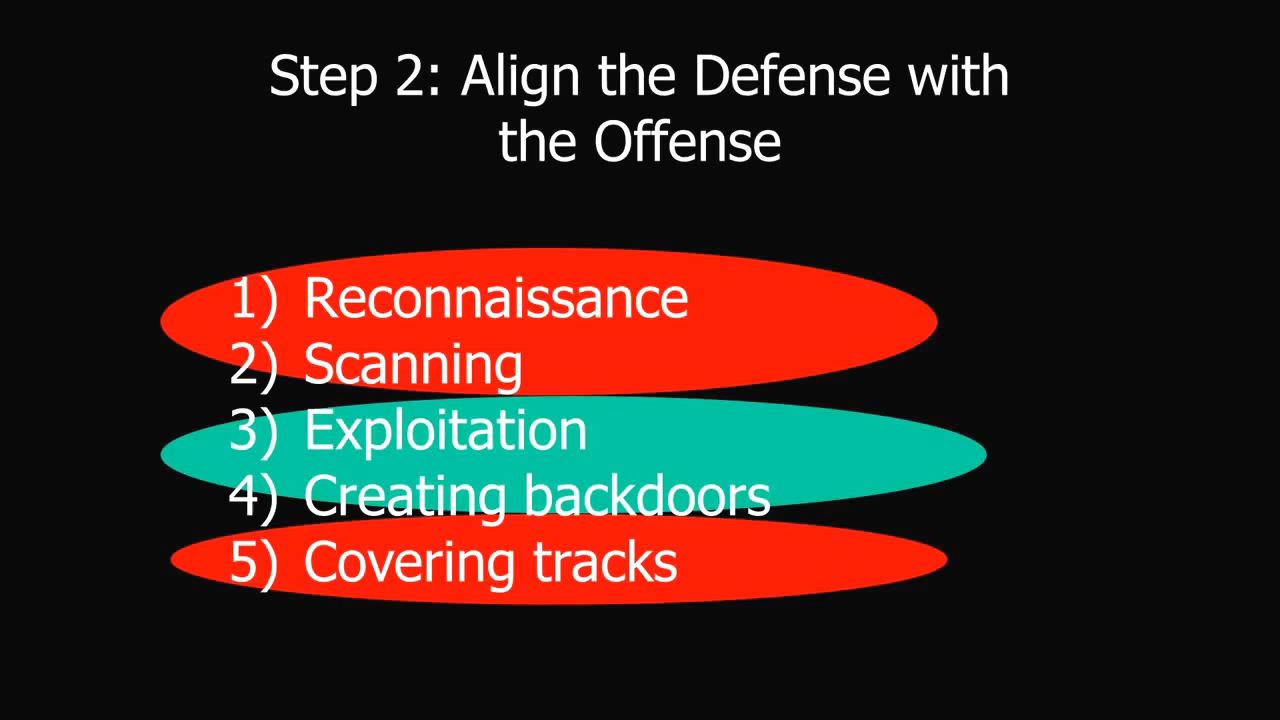 Step 2: Align the Defense with
the Offense
1) Reconnaissance
2) Scanning
3) Exploitation
4) Creating backdoors
5) Covering tracks